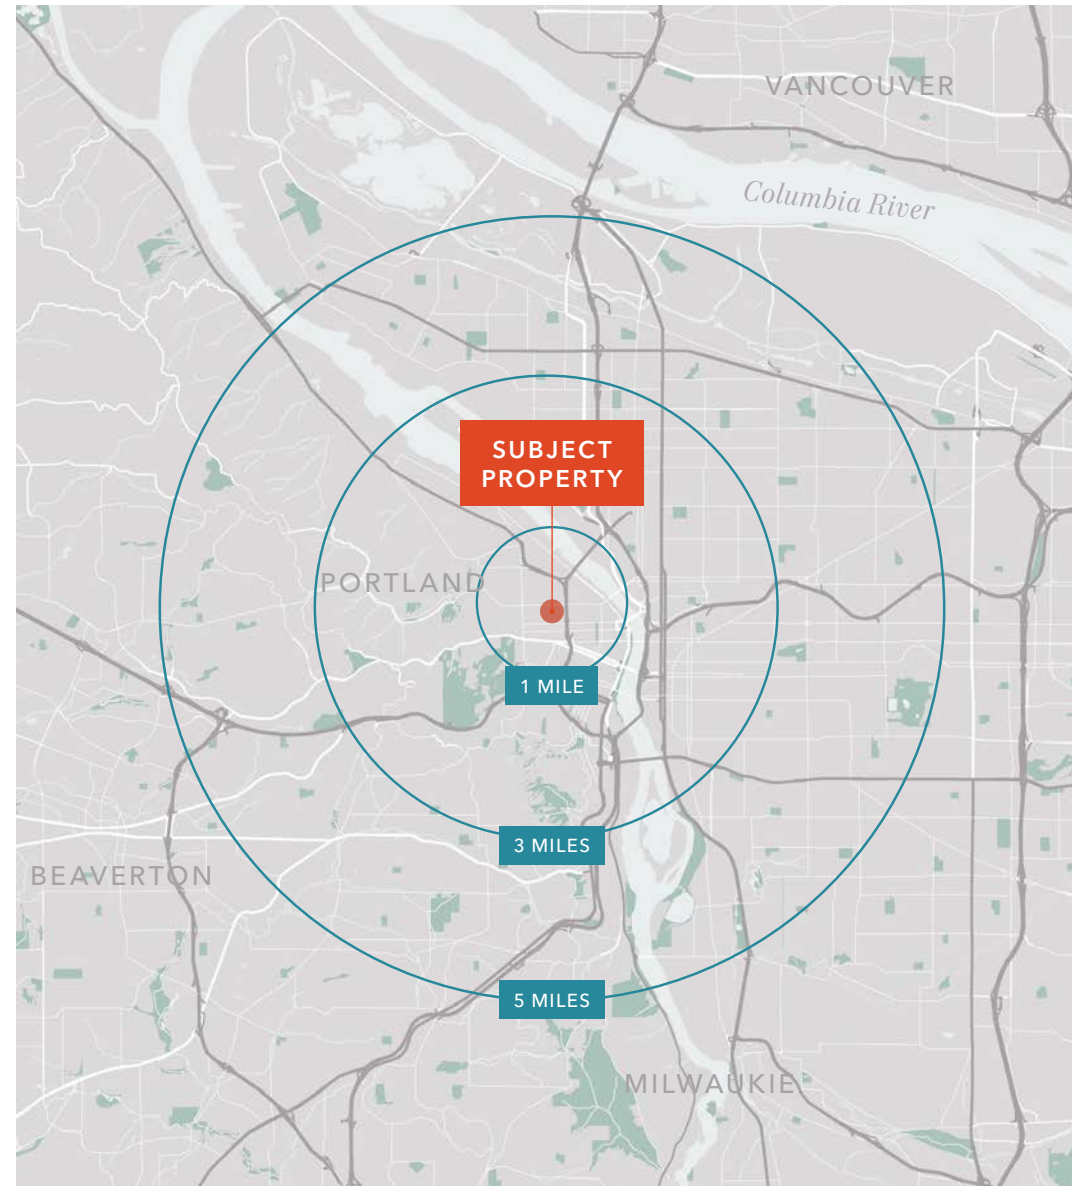 VANCOUVER
Columbia River
SUBJECT
PROPERTY
PORTLAND
1 MILE
3 MILES
BEAVERTON
5 MILES
MILWAUKIE